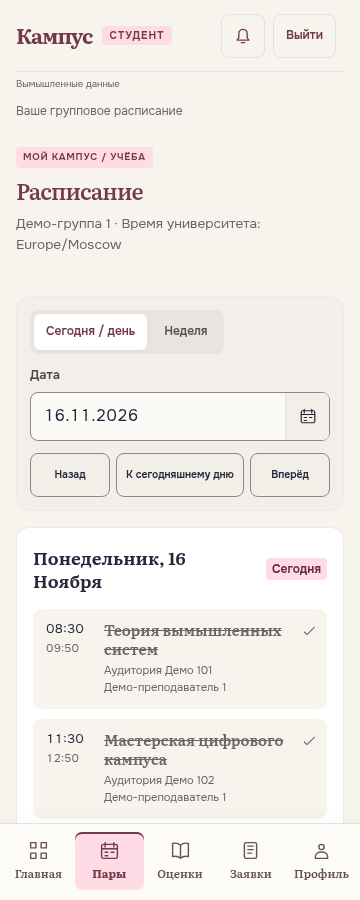 Кампус
СТУДЕНТ
Выйти
Вымышленные данные
Ваше групповое расписание
МОЙ КАМПУС / УЧЁБА
Расписание
Демо-группа 1 · Время университета:
Europe/Moscow
Сегодня / день
Неделя
Дата
16.11.2026
Назад
К сегодняшнему дню
Вперёд
Понедельник, 16
Ноября
Сегодня
08:30
09:50
Теория вымышленных
систем
Аудитория Демо 101
Демо-преподаватель 1
11:30
12:50
Мастерская цифрового
кампуса
Аудитория Демо 102
Демо-преподаватель 1
Главная
Пары
Оценки
Заявки
Профиль